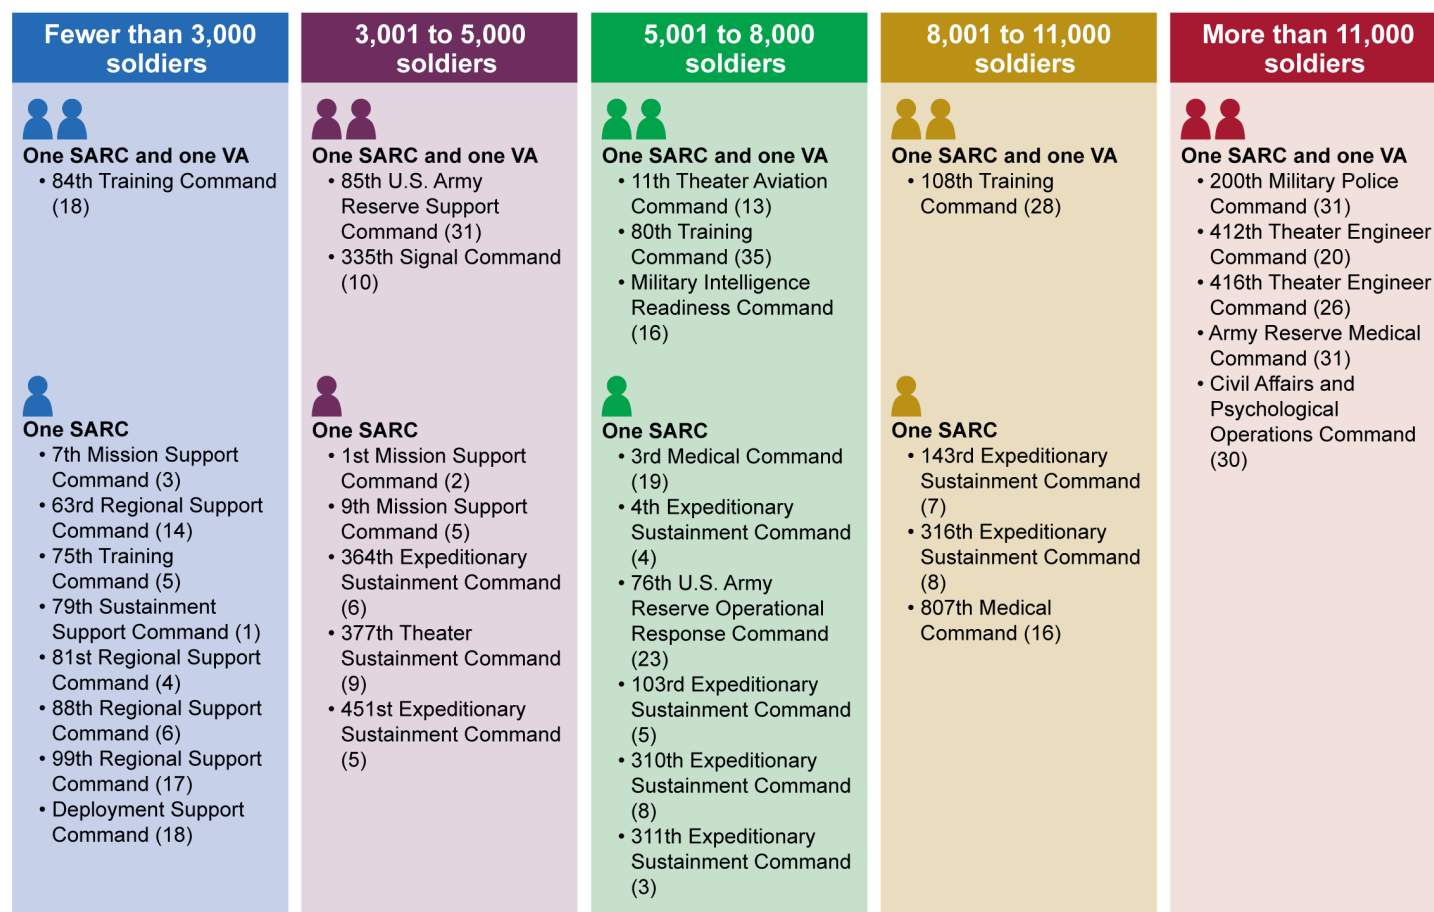 Fewer than 3,000
soldiers
One SARC and one VA
• 84th Training Command
(18)
One SARC
• 7th Mission Support
Command (3)
• 63rd Regional Support
Command (14)
• 75th Training
Command (5)
• 79th Sustainment
Support Command (1)
• 81st Regional Support
Command (4)
• 88th Regional Support
Command (6)
• 99th Regional Support
Command (17)
• Deployment Support
Command (18)
3,001 to 5,000
soldiers
One SARC and one VA
• 85th U.S. Army
Reserve Support
Command (31)
• 335th Signal Command
(10)
One SARC
• 1st Mission Support
Command (2)
• 9th Mission Support
Command (5)
• 364th Expeditionary
Sustainment Command
(6)
• 377th Theater
Sustainment Command
(9)
• 451st Expeditionary
Sustainment Command
(5)
5,001 to 8,000
soldiers
One SARC and one VA
• 11th Theater Aviation
Command (13)
• 80th Training
Command (35)
• Military Intelligence
Readiness Command
(16)
One SARC
• 3rd Medical Command
(19)
• 4th Expeditionary
Sustainment Command
(4)
• 76th U.S. Army
Reserve Operational
Response Command
(23)
• 103rd Expeditionary
Sustainment Command
(5)
• 310th Expeditionary
Sustainment Command
(8)
• 311th Expeditionary
Sustainment Command
(3)
8,001 to 11,000
soldiers
One SARC and one VA
• 108th Training
Command (28)
One SARC
• 143rd Expeditionary
Sustainment Command
(7)
• 316th Expeditionary
Sustainment Command
(8)
• 807th Medical
Command (16)
More than 11,000
soldiers
One SARC and one VA
• 200th Military Police
Command (31)
• 412th Theater Engineer
Command (20)
• 416th Theater Engineer
Command (26)
• Army Reserve Medical
Command (31)
• Civil Affairs and
Psychological
Operations Command
(30)